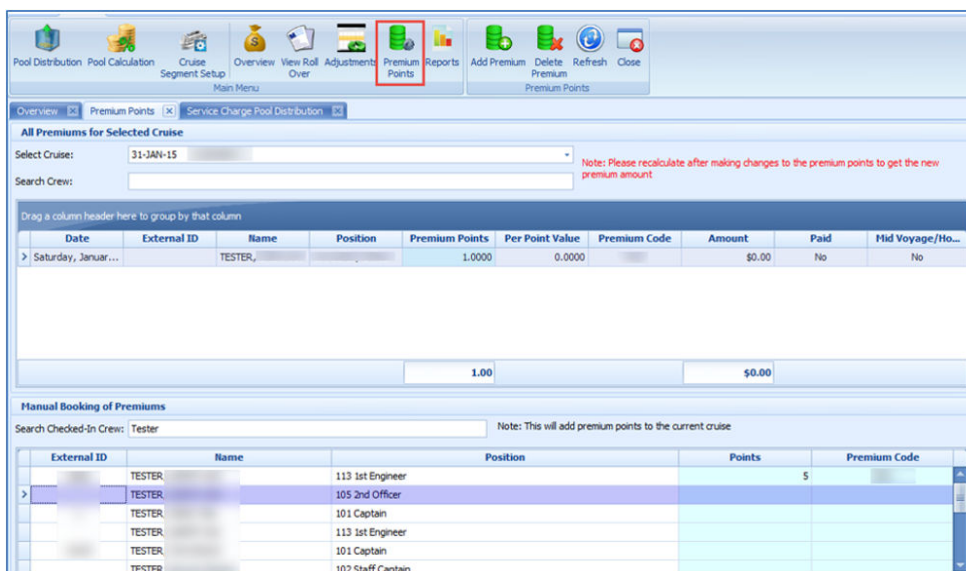 Pool Distribution Pool Calculation Cruise Segment Setup Overview View Roll Over Adjustments Premium Points Reports Add Premium Delete Premium Refresh Close
Main Menu Premium Points
Overview Premium Points Service Charge Pool Distribution
All Premiums for Selected Cruise
Select Cruise: 31-JAN-15
Note: Please recalculate after making changes to the premium points to get the new
premium amount
Search Crew:
Drag a column header here to group by that column
Date External ID Name Position Premium Points Per Point Value Premium Code Amount Paid Mid Voyage/Ho...
Saturday, Januar... TESTER, 1.0000 0.0000 $0.00 No No
1.00 $0.00
Manual Booking of Premiums
Search Checked-In Crew: Tester Note: This will add premium points to the current cruise
External ID Name Position Points Premium Code
TESTER 113 1st Engineer 5
TESTER 105 2nd Officer
TESTER 101 Captain
TESTER 113 1st Engineer
TESTER 101 Captain
TESTER 102 Staff Captain